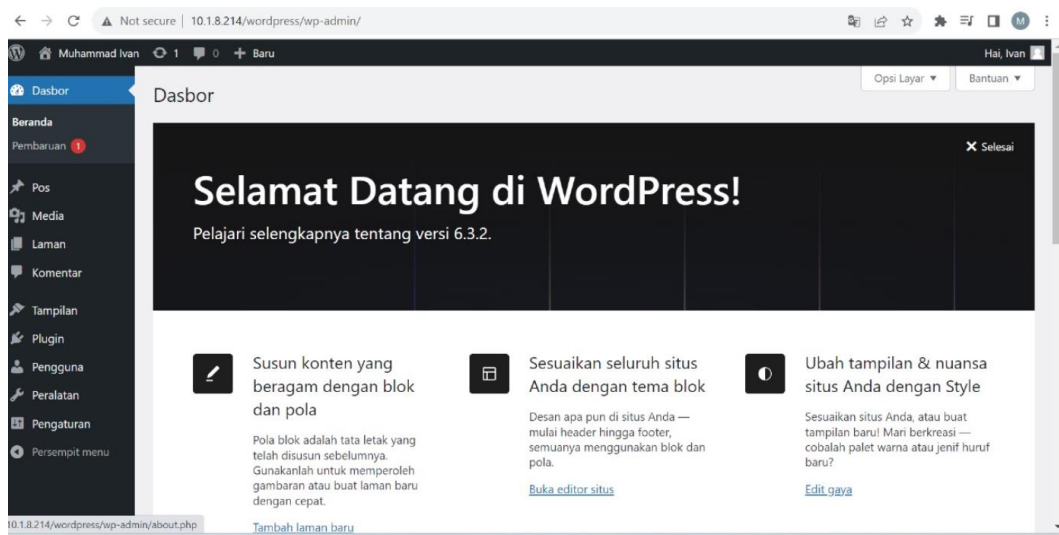 Not secure | 10.1.8.214/wordpress/wp-admin/
M
Muhammad Ivan 1 0 + Baru
Hai, Ivan
Opsi Layar ▼
Bantuan ▼
Dasbor
Beranda
Pembaruan 1
Pos
Media
Laman
Komentar
Tampilan
Plugin
Pengguna
Peralatan
Pengaturan
Persempit menu
10.1.8.214/wordpress/wp-admin/about.php
Dasbor
Selesai
Selamat Datang di WordPress!
Pelajari selengkapnya tentang versi 6.3.2.
Susun konten yang
beragam dengan blok
dan pola
Pola blok adalah tata letak yang
telah disusun sebelumnya.
Gunakanlah untuk memperoleh
gambaran atau buat laman baru
dengan cepat.
Tambah laman baru
Sesuaikan seluruh situs
Anda dengan tema blok
Desan apa pun di situs Anda —
mulai header hingga footer,
semuanya menggunakan blok dan
pola.
Buka editor situs
Ubah tampilan & nuansa
situs Anda dengan Style
Sesuaikan situs Anda, atau buat
tampilan baru! Mari berkreasi —
cobalah palet warna atau jenif huruf
baru?
Edit gaya